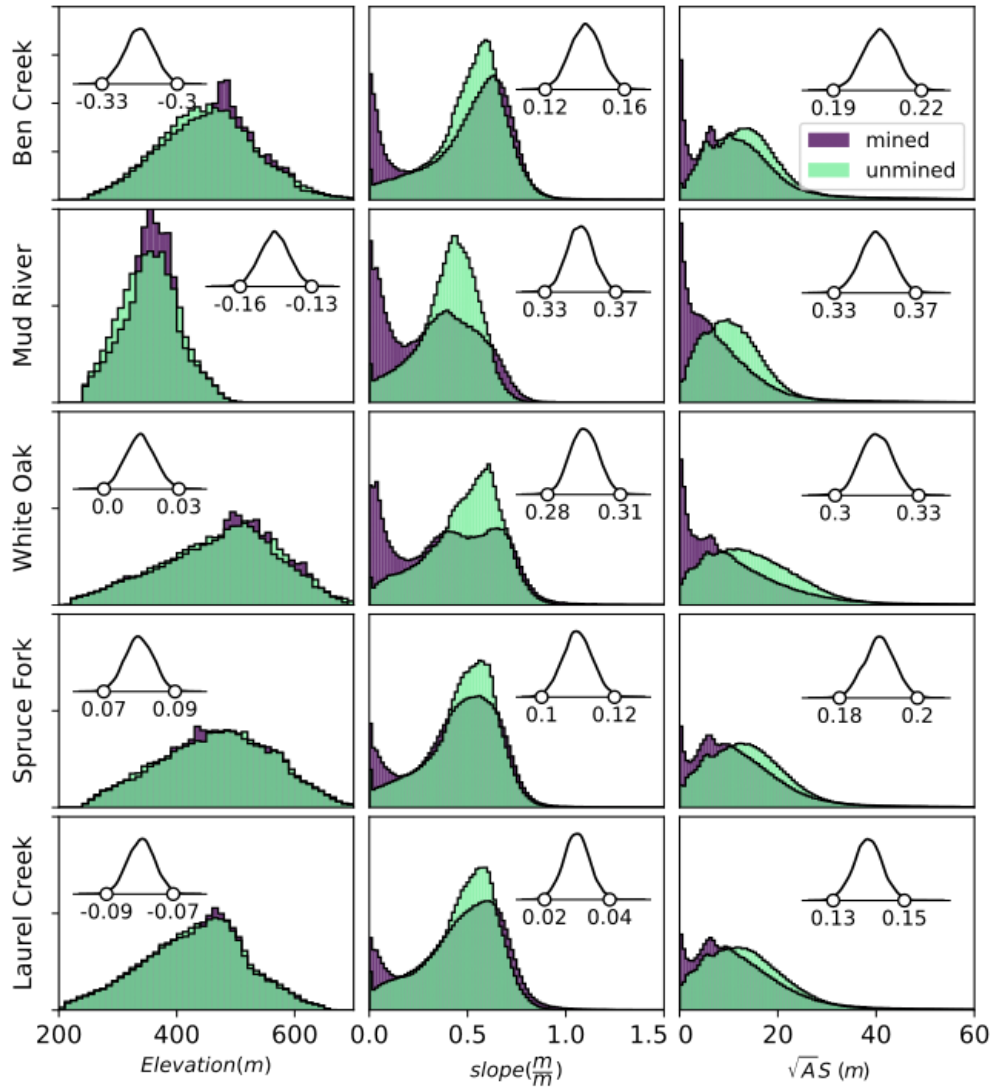 Ben Creek
-0.33 -0.3
0.12 0.16
0.19 0.22
mined
unmined
Mud River
-0.16 -0.13
0.33 0.37
0.33 0.37
White Oak
0.0 0.03
0.28 0.31
0.3 0.33
Spruce Fork
0.07 0.09
0.1 0.12
0.18 0.2
Laurel Creek
-0.09 -0.07
0.02 0.04
0.13 0.15
200 400 600
0.0 0.5 1.0 1.5
0 20 40 60
Elevation(m)
slope(m/m)
√AS (m)